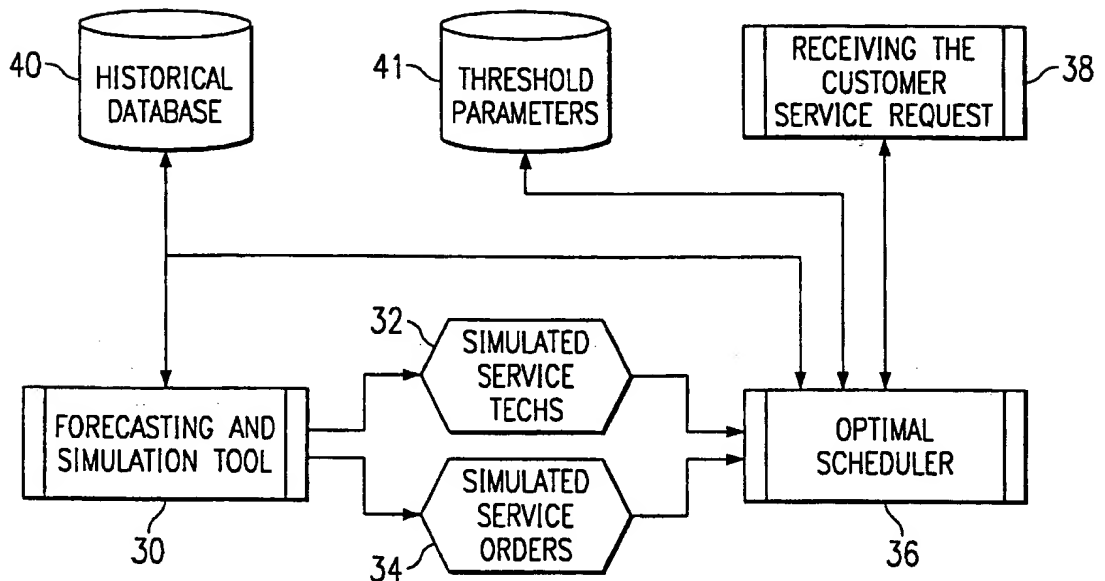 40
HISTORICAL
DATABASE
41
THRESHOLD
PARAMETERS
RECEIVING THE
CUSTOMER
SERVICE REQUEST
38
32
SIMULATED
SERVICE
TECHS
FORECASTING AND
SIMULATION TOOL
30
SIMULATED
SERVICE
ORDERS
34
OPTIMAL
SCHEDULER
36